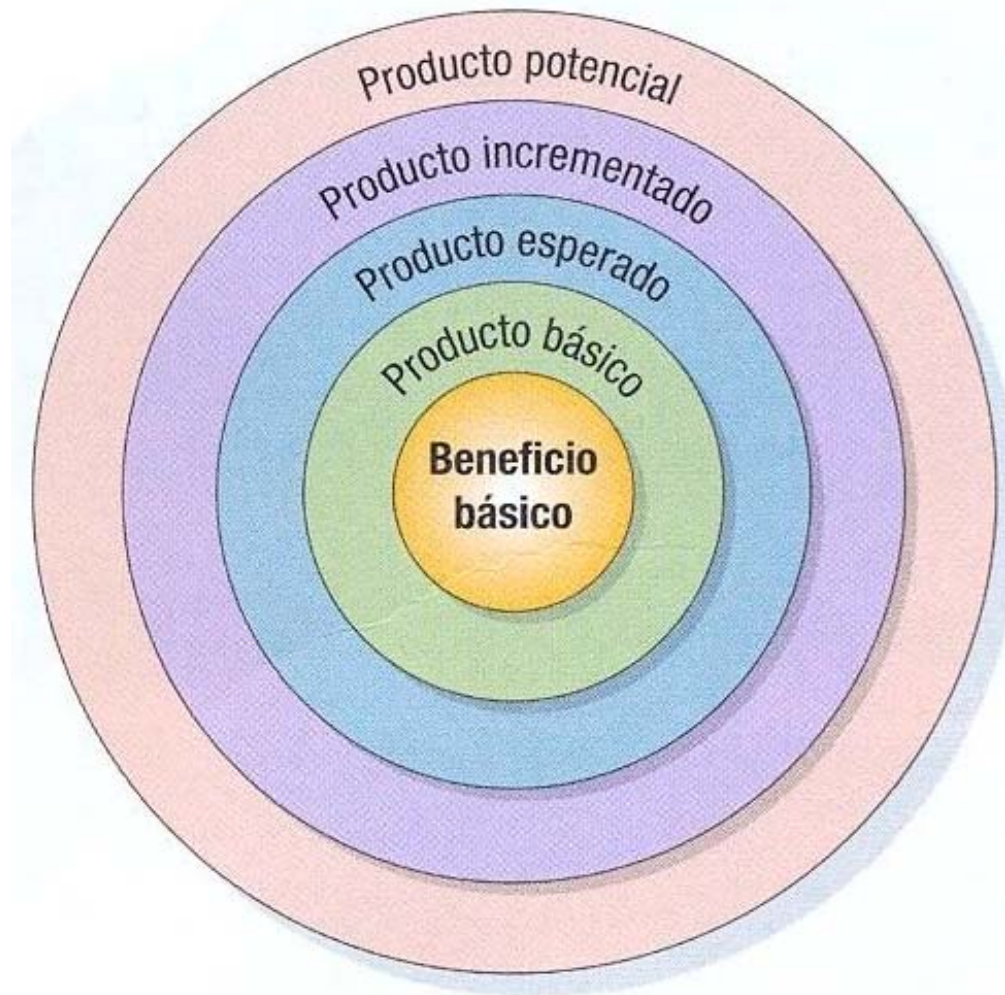 Producto potencial
Producto incrementado
Producto esperado
Producto básico
Beneficio
básico